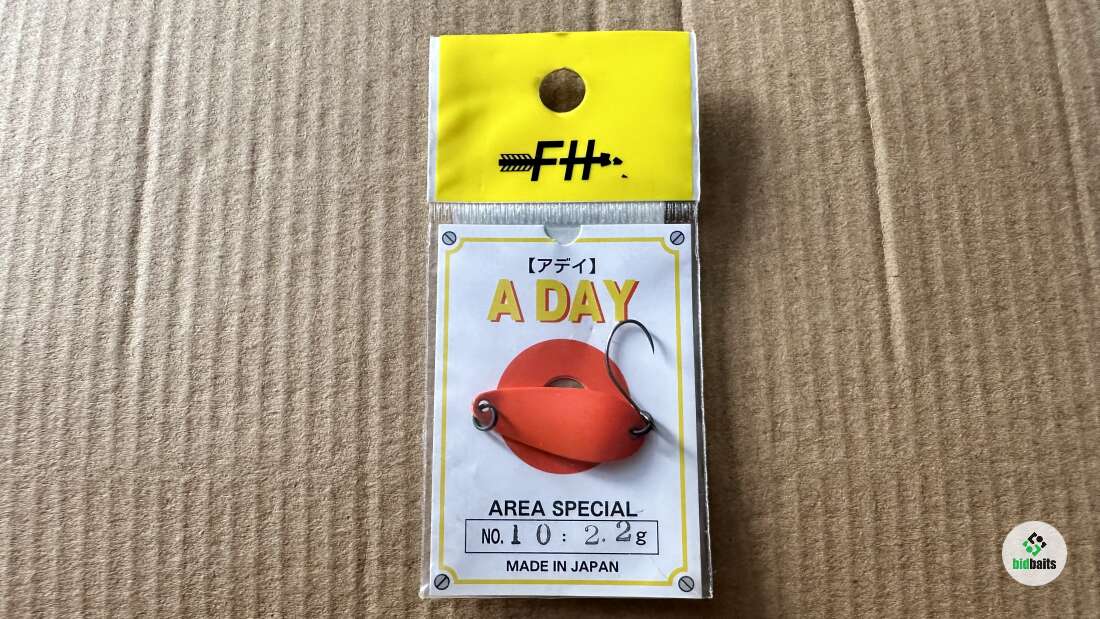 FH
【アデイ】
A DAY
AREA SPECIAL
NO. 10 : 2.2g
MADE IN JAPAN
bidbaits